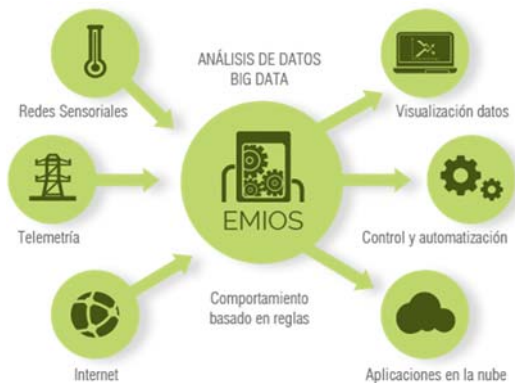 ANÁLISIS DE DATOS
BIG DATA
Redes Sensoriales
Visualización datos
EMIOS
Telemetría
Control y automatización
Comportamiento
basado en reglas
Internet
Aplicaciones en la nube